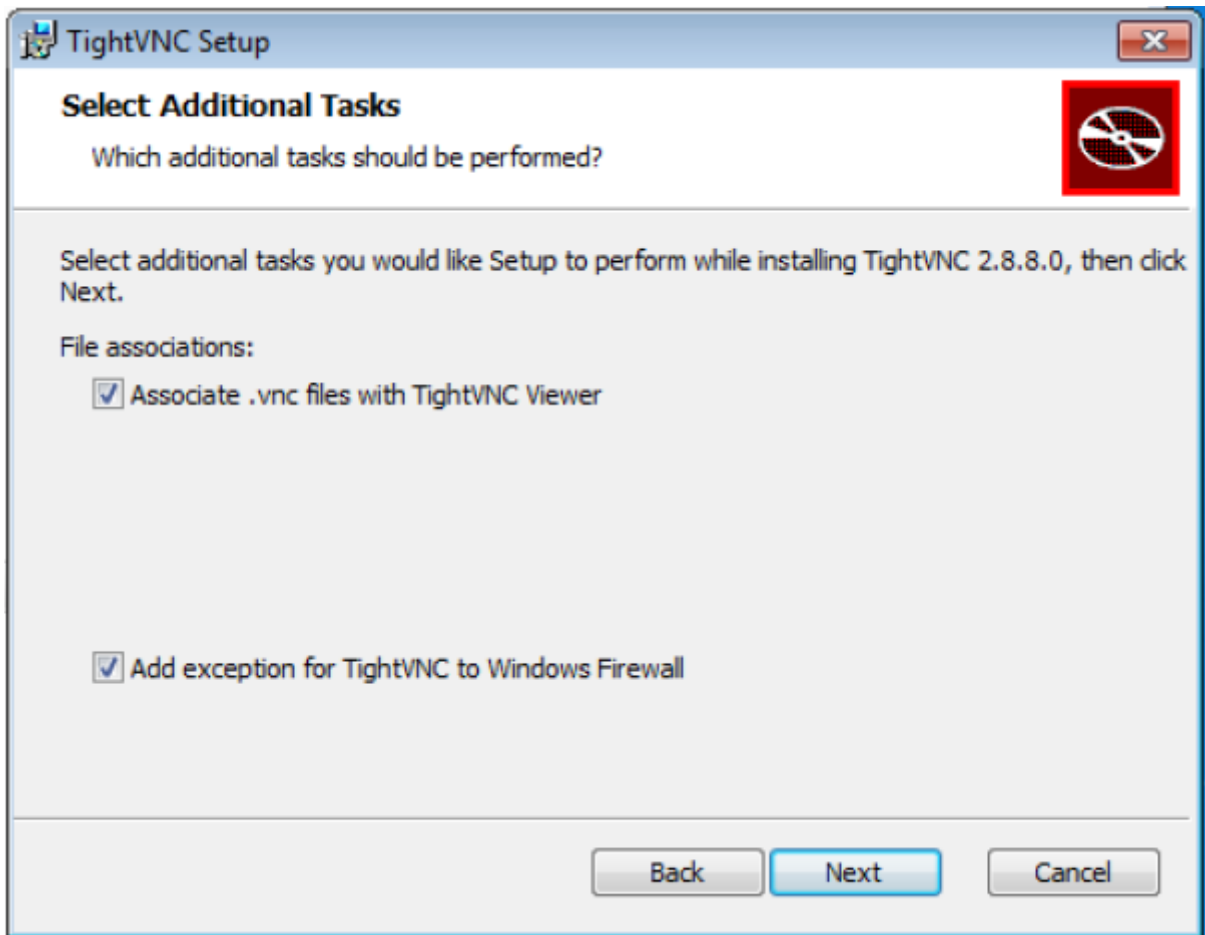 TightVNC Setup
Select Additional Tasks
Which additional tasks should be performed?
Select additional tasks you would like Setup to perform while installing TightVNC 2.8.8.0, then click
Next.
File associations:
Associate .vnc files with TightVNC Viewer
Add exception for TightVNC to Windows Firewall
Back Next Cancel